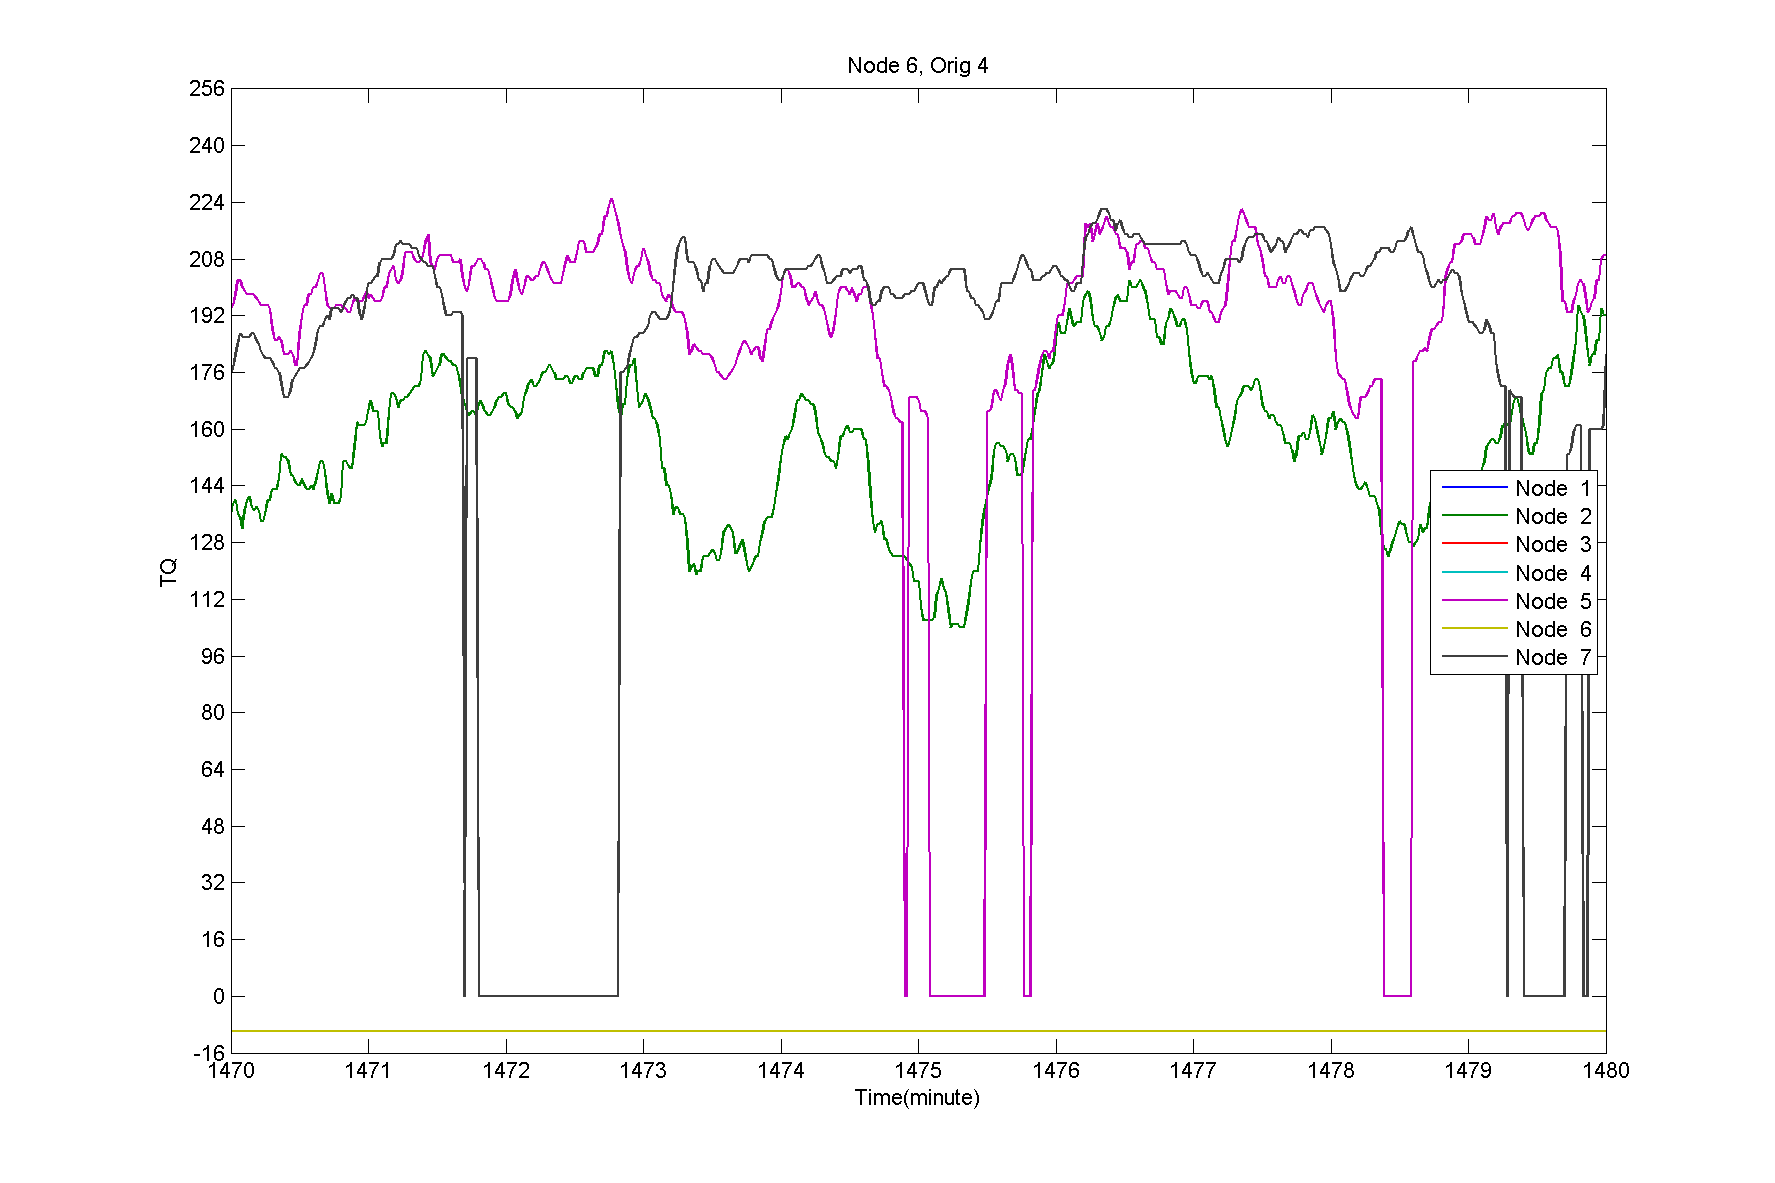 Node 6, Orig 4
256
240
224
208
192
176
160
144
128
112
96
80
64
48
32
16
0
-16
TQ
1470 1471 1472 1473 1474 1475 1476 1477 1478 1479 1480
Time(minute)
Node 1
Node 2
Node 3
Node 4
Node 5
Node 6
Node 7